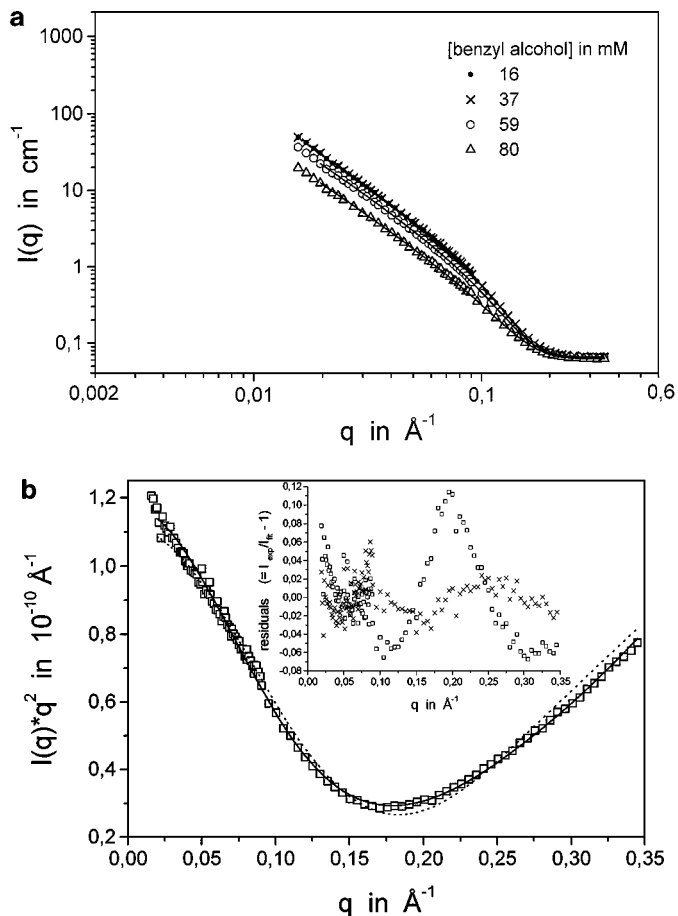 a
[benzyl alcohol] in mM
16
37
59
80
1000
100
10
1
0,1
I(q) in cm⁻¹
0,002
0,01
0,1
0,6
q in Å⁻¹
b
1,2
1,0
0,8
0,6
0,4
0,2
I(q)*q² in 10⁻¹⁰ Å⁻¹
0,12
0,10
0,08
0,06
0,04
0,02
0,00
-0,02
-0,04
-0,06
-0,08
residuals (= I_exp/I_fit - 1)
0,00 0,05 0,10 0,15 0,20 0,25 0,30 0,35
q in Å⁻¹
0,00 0,05 0,10 0,15 0,20 0,25 0,30 0,35
q in Å⁻¹